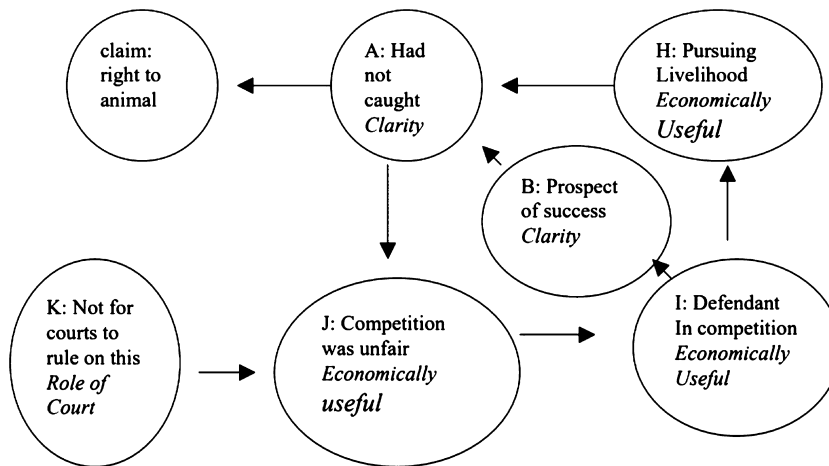 claim:
right to
animal
A: Had
not
caught
Clarity
H: Pursuing
Livelihood
Economically
Useful
B: Prospect
of success
Clarity
K: Not for
courts to
rule on this
Role of
Court
J: Competition
was unfair
Economically
useful
I: Defendant
In competition
Economically
Useful